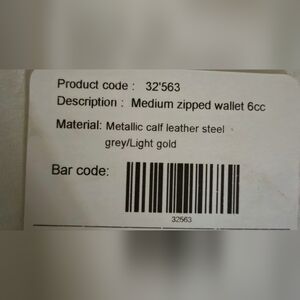 Product code : 32'563
Description : Medium zipped wallet 6cc
Material: Metallic calf leather steel
grey/Light gold
Bar code:
32563